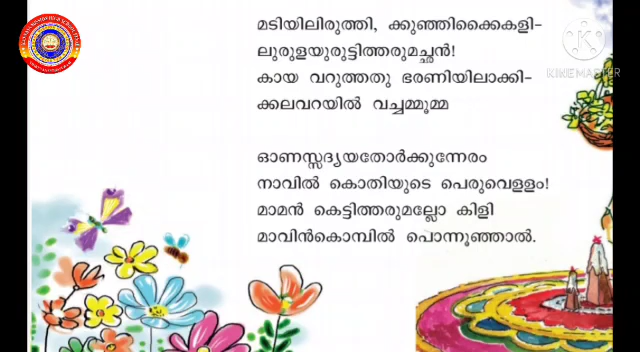 മടിയിലിരുത്തി, ക്കുഞ്ഞിക്കൈകളി-
ലുരുളയുരുട്ടിത്തരുമച്ഛൻ!
കായ വറുത്തതു ഭരണിയിലാക്കി-
ക്കലവറയിൽ വച്ചമ്മൂമ്മ
ഓണസ്സദ്യയതോർക്കുന്നേരം
നാവിൽ കൊതിയുടെ പെരുവെള്ളം!
മാമൻ കെട്ടിത്തരുമല്ലോ കിളി
മാവിൻകൊമ്പിൽ പൊന്നൂഞ്ഞാൽ.
KINEMASTER